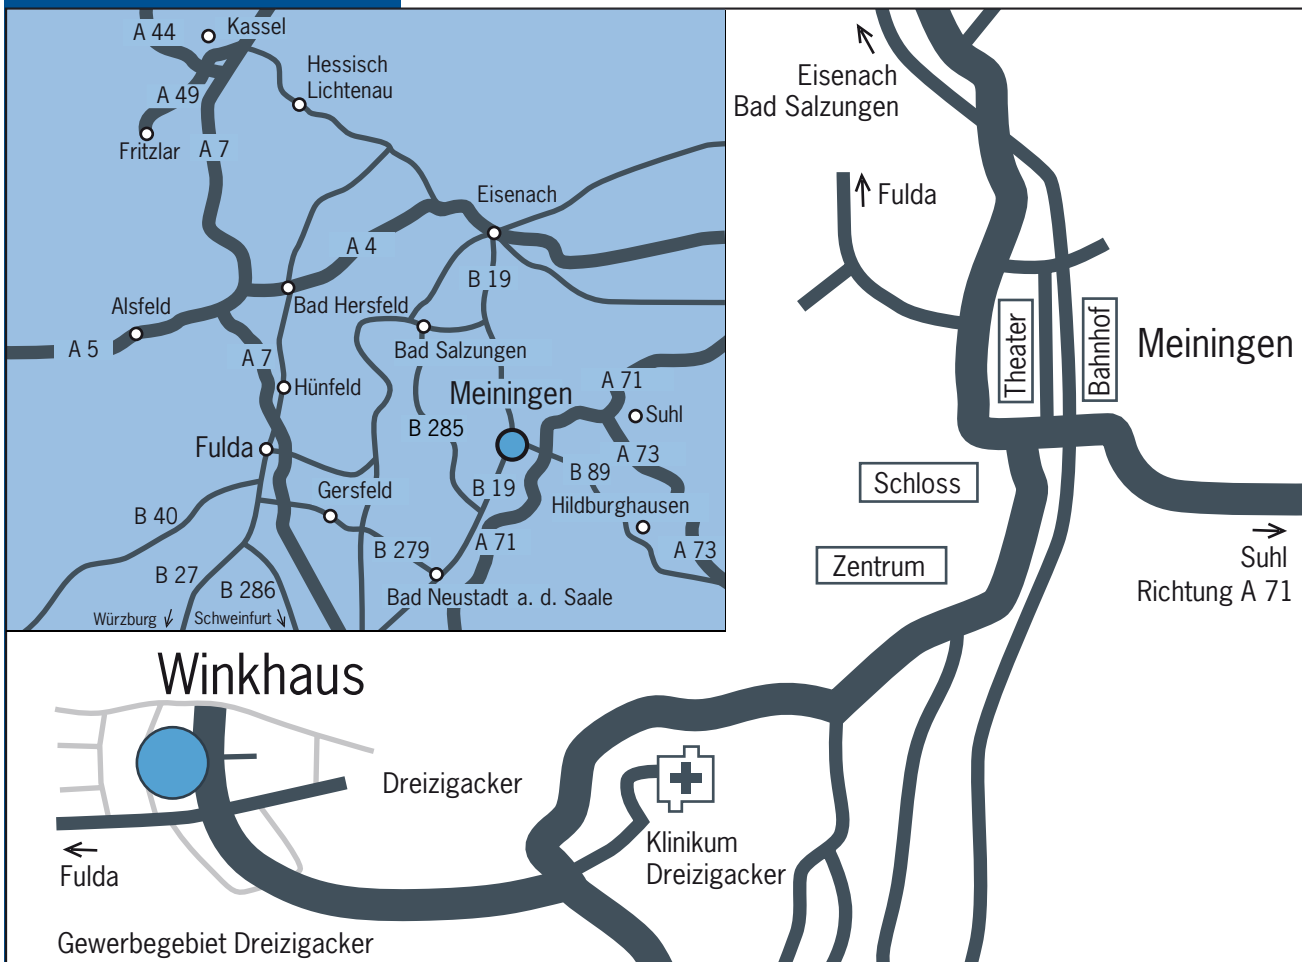 A 44
Kassel
Hessisch
Lichtenau
A 49
Fritzlar
A 7
Eisenach
A 4
B 19
Alsfeld
Bad Hersfeld
A 5
A 7
Bad Salzungen
Hünfeld
Meiningen
A 71
Suhl
B 285
Fulda
A 73
B 89
Gersfeld
B 19
Hildburghausen
B 40
A 71
B 279
A 73
B 27
B 286
Bad Neustadt a. d. Saale
Würzburg
Schweinfurt
Eisenach
Bad Salzungen
Fulda
Theater
Bahnhof
Meiningen
Schloss
Zentrum
Suhl
Richtung A 71
Winkhaus
Dreizigacker
Klinikum
Dreizigacker
Fulda
Gewerbegebiet Dreizigacker